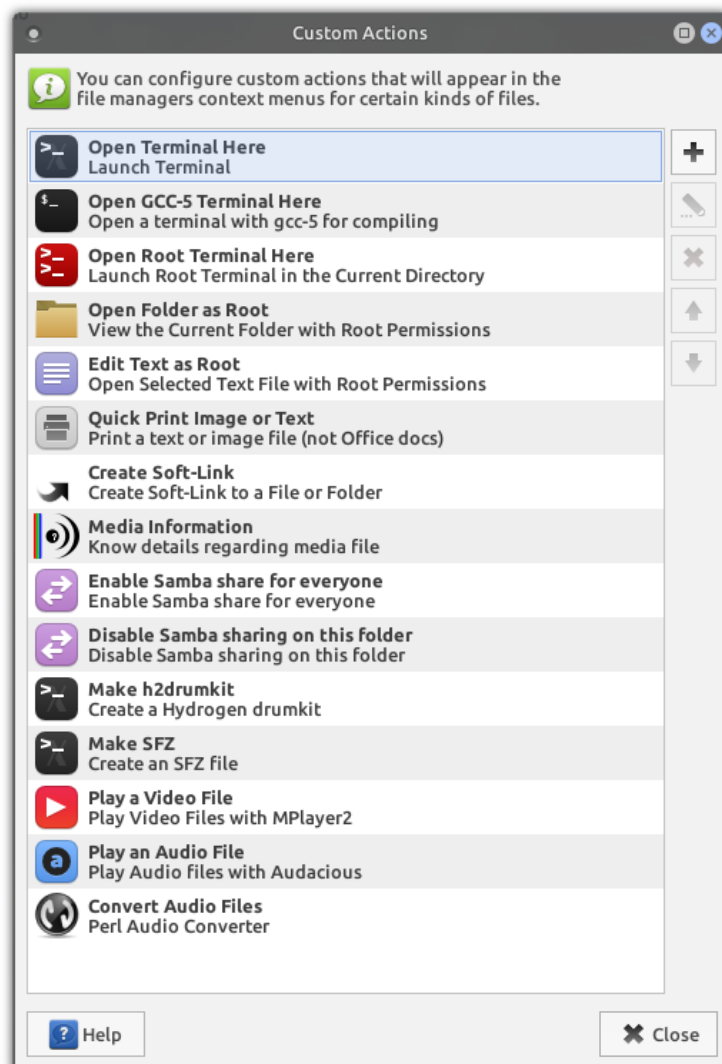 Custom Actions
You can configure custom actions that will appear in the
file managers context menus for certain kinds of files.
Open Terminal Here
Launch Terminal
Open GCC-5 Terminal Here
Open a terminal with gcc-5 for compiling
Open Root Terminal Here
Launch Root Terminal in the Current Directory
Open Folder as Root
View the Current Folder with Root Permissions
Edit Text as Root
Open Selected Text File with Root Permissions
Quick Print Image or Text
Print a text or image file (not Office docs)
Create Soft-Link
Create Soft-Link to a File or Folder
Media Information
Know details regarding media file
Enable Samba share for everyone
Enable Samba share for everyone
Disable Samba sharing on this folder
Disable Samba sharing on this folder
Make h2drumkit
Create a Hydrogen drumkit
Make SFZ
Create an SFZ file
Play a Video File
Play Video Files with MPlayer2
Play an Audio File
Play Audio files with Audacious
Convert Audio Files
Perl Audio Converter
Help
Close